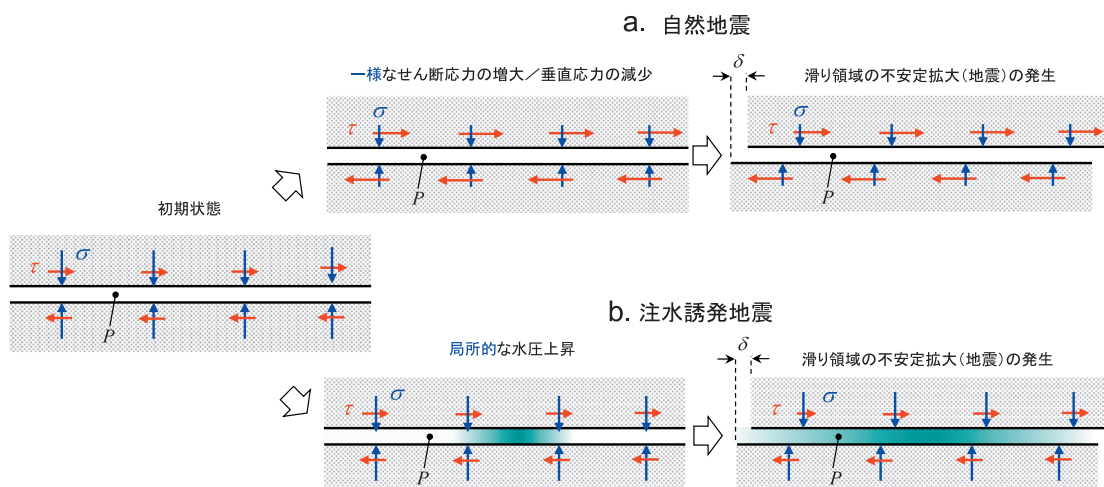 a. 自然地震
一様なせん断応力の増大／垂直応力の減少
δ
滑り領域の不安定拡大(地震)の発生
σ
τ
P
σ
τ
P
初期状態
τ
σ
P
b. 注水誘発地震
局所的な水圧上昇
δ
滑り領域の不安定拡大(地震)の発生
τ
σ
P
τ
σ
P